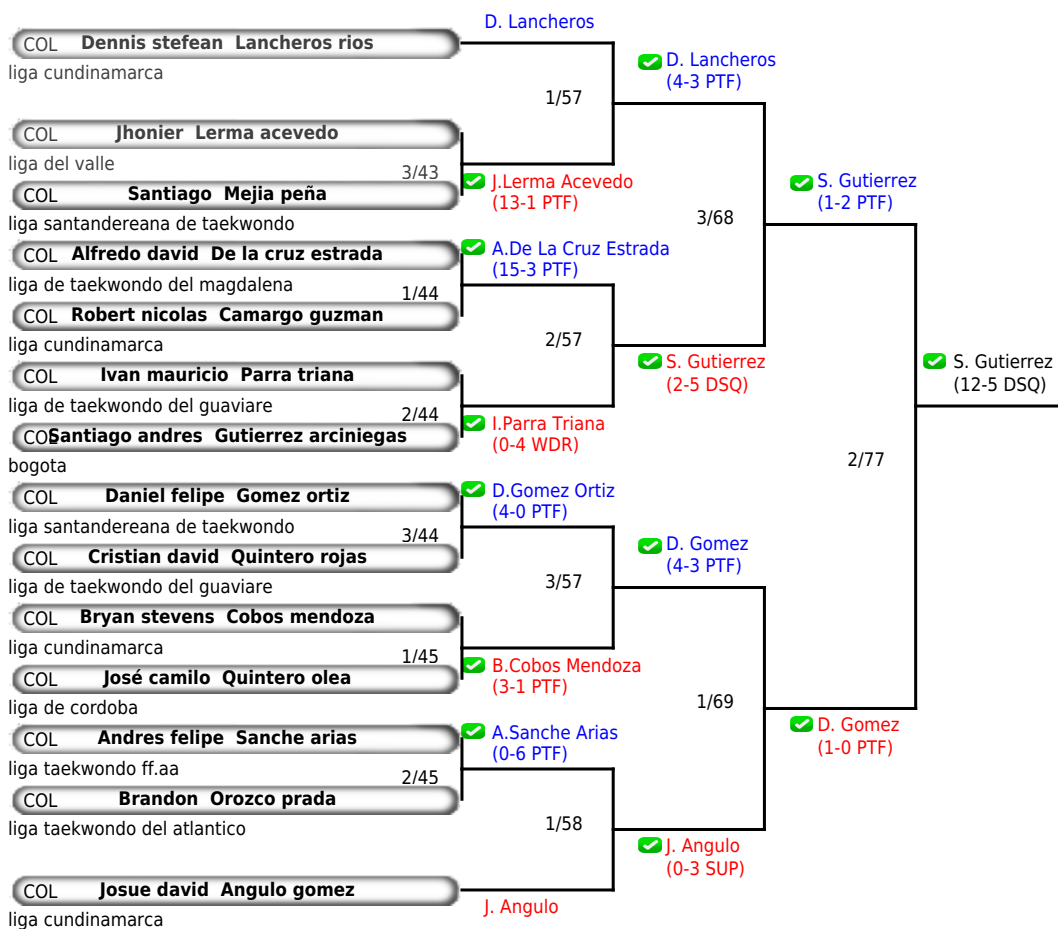 D. Lancheros
COL Dennis stefean Lancheros rios
liga cundinamarca
D. Lancheros
(4-3 PTF)
1/57
COL Jhonier Lerma acevedo
liga del valle
3/43
J.Lerma Acevedo
(13-1 PTF)
COL Santiago Mejia peña
liga santandereana de taekwondo
S. Gutierrez
(1-2 PTF)
3/68
COL Alfredo david De la cruz estrada
liga de taekwondo del magdalena
A.De La Cruz Estrada
(15-3 PTF)
1/44
COL Robert nicolas Camargo guzman
liga cundinamarca
2/57
COL Ivan mauricio Parra triana
liga de taekwondo del guaviare
S. Gutierrez
(2-5 DSQ)
S. Gutierrez
(12-5 DSQ)
2/44
I.Parra Triana
(0-4 WDR)
COL Santiago andres Gutierrez arciniegas
bogota
2/77
COL Daniel felipe Gomez ortiz
liga santandereana de taekwondo
D.Gomez Ortiz
(4-0 PTF)
3/44
COL Cristian david Quintero rojas
liga de taekwondo del guaviare
D. Gomez
(4-3 PTF)
3/57
COL Bryan stevens Cobos mendoza
liga cundinamarca
1/45
B.Cobos Mendoza
(3-1 PTF)
COL José camilo Quintero olea
liga de cordoba
1/69
D. Gomez
(1-0 PTF)
COL Andres felipe Sanche arias
liga taekwondo ff.aa
A.Sanche Arias
(0-6 PTF)
2/45
COL Brandon Orozco prada
liga taekwondo del atlantico
1/58
J. Angulo
(0-3 SUP)
COL Josue david Angulo gomez
liga cundinamarca
J. Angulo